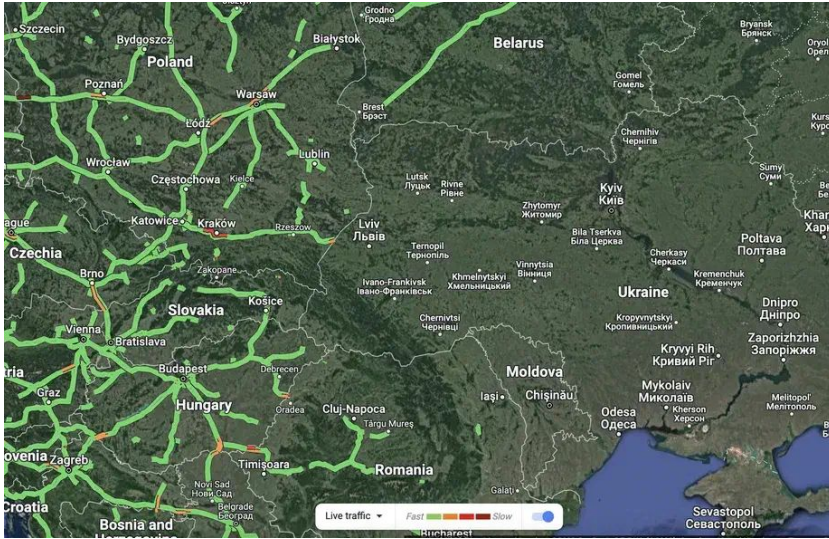 Grodno
Гродно
Szczecin
Bydgoszcz
Białystok
Poland
Belarus
Bryansk
Брянск
Poznań
Warsaw
Gomel
Гомель
Brest
Брэст
Łódź
Chernihiv
Чернігів
Lublin
Wrocław
Kielce
Lutsk
Луцьк
Rivne
Рівне
Kyiv
Київ
Sumy
Суми
Częstochowa
Zhytomyr
Житомир
Katowice
Kraków
Rzeszow
Lviv
Львів
Bila Tserkva
Біла Церква
Poltava
Полтава
Czechia
Ternopil
Тернопіль
Vinnytsia
Вінниця
Cherkasy
Черкаси
Brno
Zakopane
Ivano-Frankivsk
Івано-Франківськ
Khmelnytskyi
Хмельницький
Kremenchuk
Кременчук
Ukraine
Slovakia
Košice
Dnipro
Дніпро
Chernivtsi
Чернівці
Kropyvnytskyi
Кропивницький
Vienna
Bratislava
Zaporizhzhia
Запоріжжя
Kryvyi Rih
Кривий Ріг
Budapest
Debrecen
Moldova
Graz
Mykolaiv
Миколаїв
Iași
Chișinău
Melitopol'
Мелітополь
Hungary
Oradea
Cluj-Napoca
Târgu Mureș
Odesa
Одеса
Kherson
Херсон
Zagreb
Timișoara
Romania
Novi Sad
Нови Сад
Galați
Croatia
Belgrade
Београд
Live traffic
Fast
Slow
Sevastopol
Севастополь
Bosnia and
Herzegovina
Bucharest